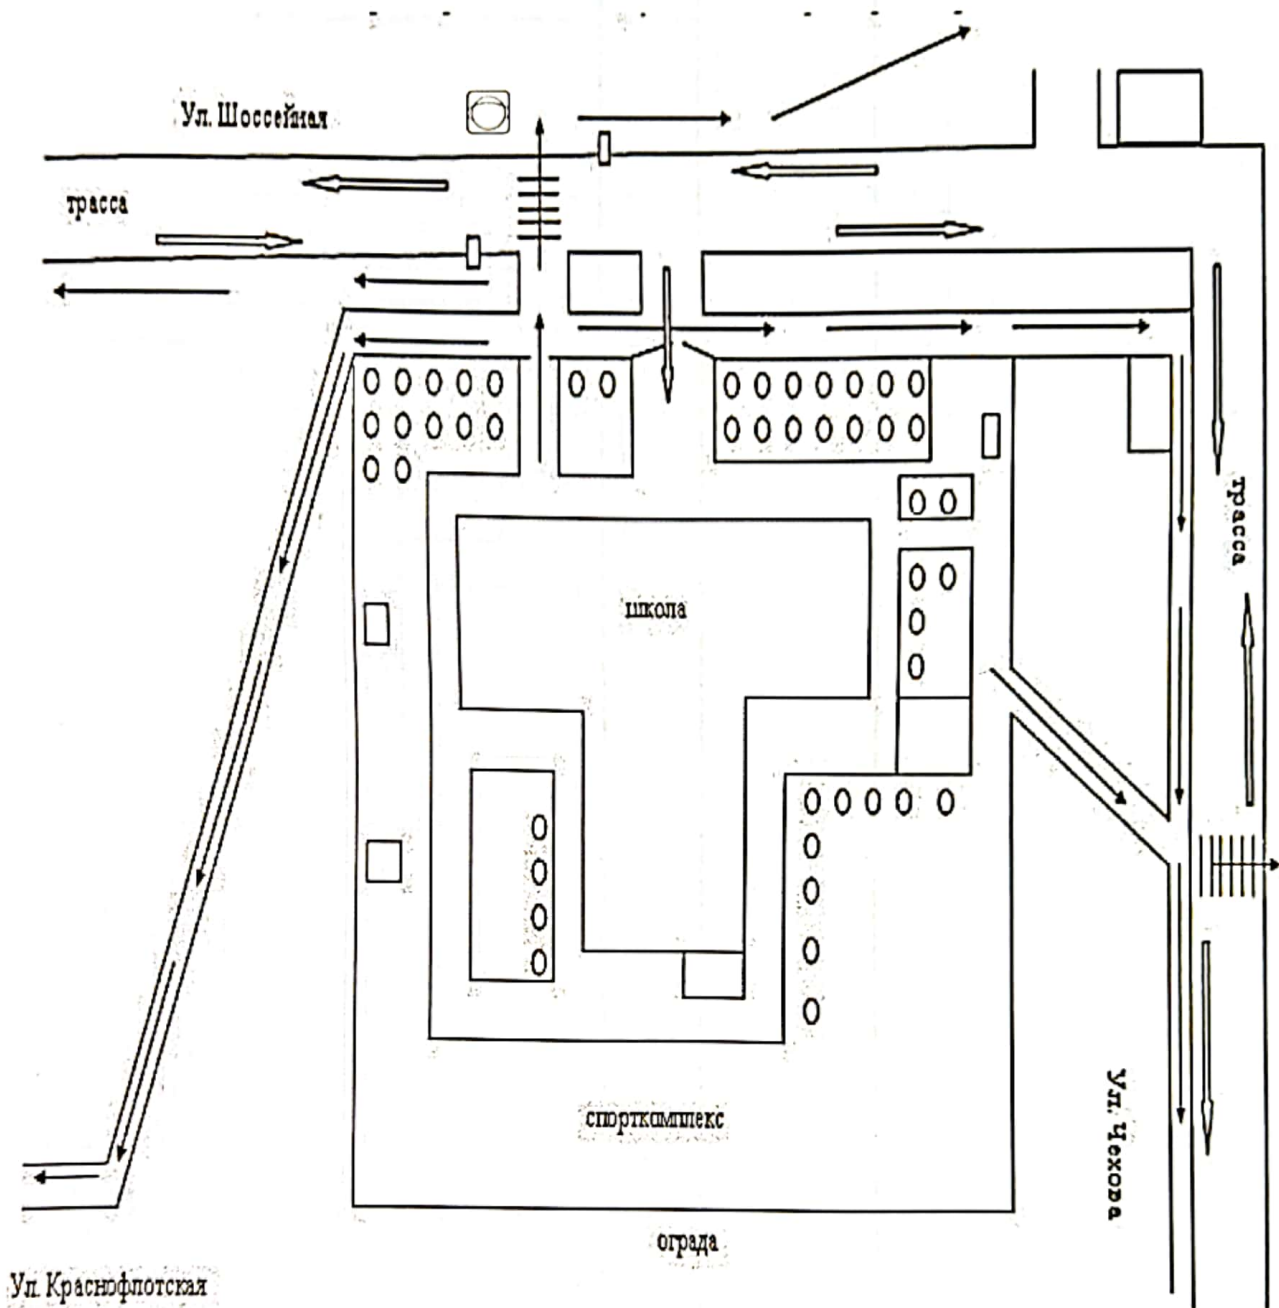 Ул. Шоссейная
трасса
трасса
школа
спорткомплекс
Ул. Чехова
ограда
Ул. Краснофлотская